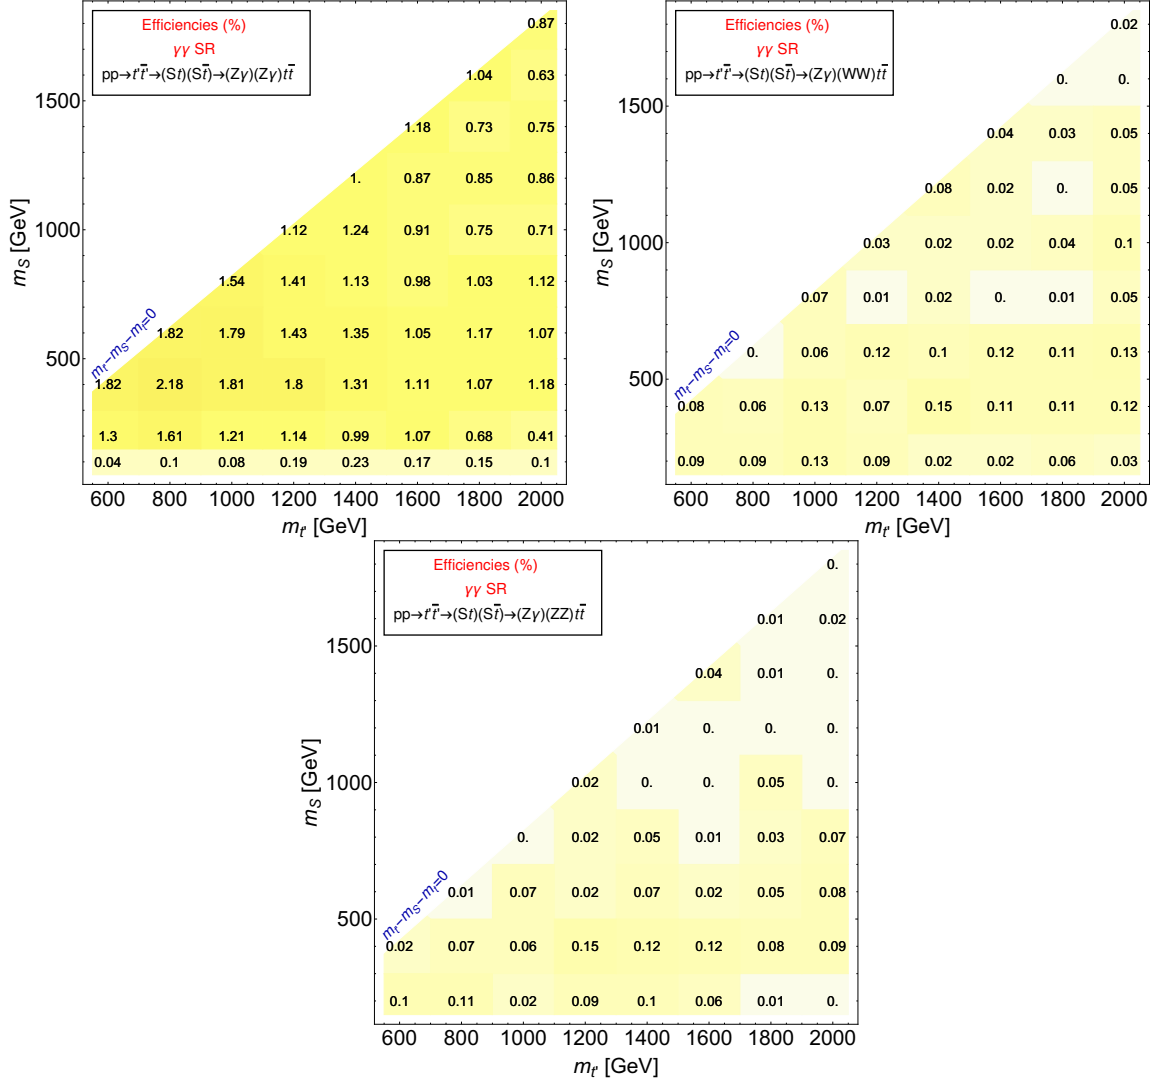 Efficiencies (%)
γγ SR
pp→t't̄'→(St)(St̄)→(Zγ)(Zγ)tt̄
0.87
1.04 0.63
1.18 0.73 0.75
1. 0.87 0.85 0.86
1.12 1.24 0.91 0.75 0.71
1.54 1.41 1.13 0.98 1.03 1.12
1.82 1.79 1.43 1.35 1.05 1.17 1.07
1.82 2.18 1.81 1.8 1.31 1.11 1.07 1.18
1.3 1.61 1.21 1.14 0.99 1.07 0.68 0.41
0.04 0.1 0.08 0.19 0.23 0.17 0.15 0.1
m_t'-m_S-m_t=0
1500
1000
500
m_S [GeV]
600 800 1000 1200 1400 1600 1800 2000
m_t' [GeV]
Efficiencies (%)
γγ SR
pp→t't̄'→(St)(St̄)→(Zγ)(WW)tt̄
0.02
0. 0.
0.04 0.03 0.05
0.08 0.02 0. 0.05
0.03 0.02 0.02 0.04 0.1
0.07 0.01 0.02 0. 0.01 0.05
0. 0.06 0.12 0.1 0.12 0.11 0.13
0.08 0.06 0.13 0.07 0.15 0.11 0.11 0.12
0.09 0.09 0.13 0.09 0.02 0.02 0.06 0.03
m_t'-m_S-m_t=0
1500
1000
500
m_S [GeV]
600 800 1000 1200 1400 1600 1800 2000
m_t' [GeV]
Efficiencies (%)
γγ SR
pp→t't̄'→(St)(St̄)→(Zγ)(ZZ)tt̄
0.
0.01 0.02
0.04 0.01 0.
0.01 0. 0. 0.
0.02 0. 0. 0.05 0.
0. 0.02 0.05 0.01 0.03 0.07
0.01 0.07 0.02 0.07 0.02 0.05 0.08
0.02 0.07 0.06 0.15 0.12 0.12 0.08 0.09
0.1 0.11 0.02 0.09 0.1 0.06 0.01 0.
m_t'-m_S-m_t=0
1500
1000
500
m_S [GeV]
600 800 1000 1200 1400 1600 1800 2000
m_t' [GeV]